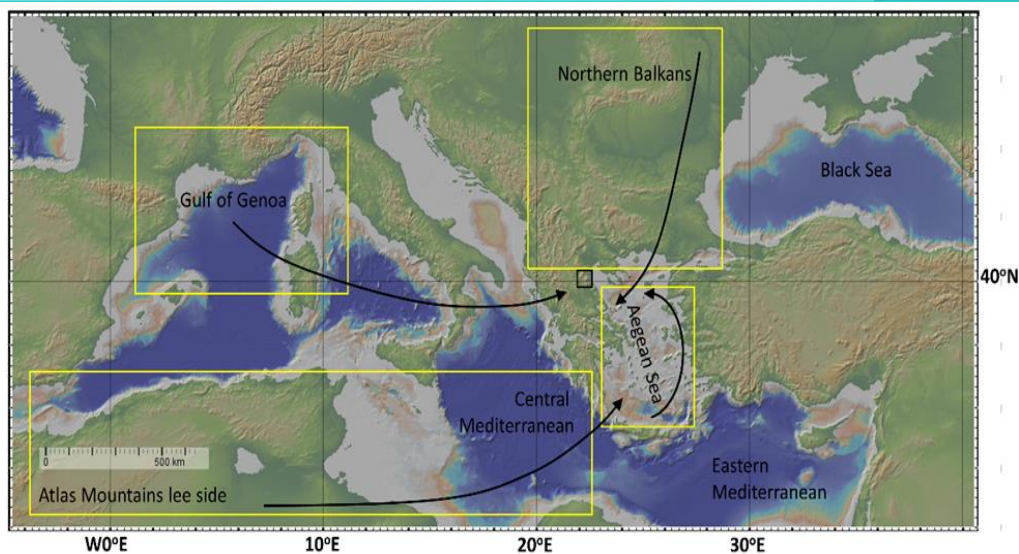 Northern Balkans
Black Sea
Gulf of Genoa
40°N
Aegean Sea
Central
Mediterranean
0 500 km
Eastern
Mediterranean
Atlas Mountains lee side
W0°E 10°E 20°E 30°E